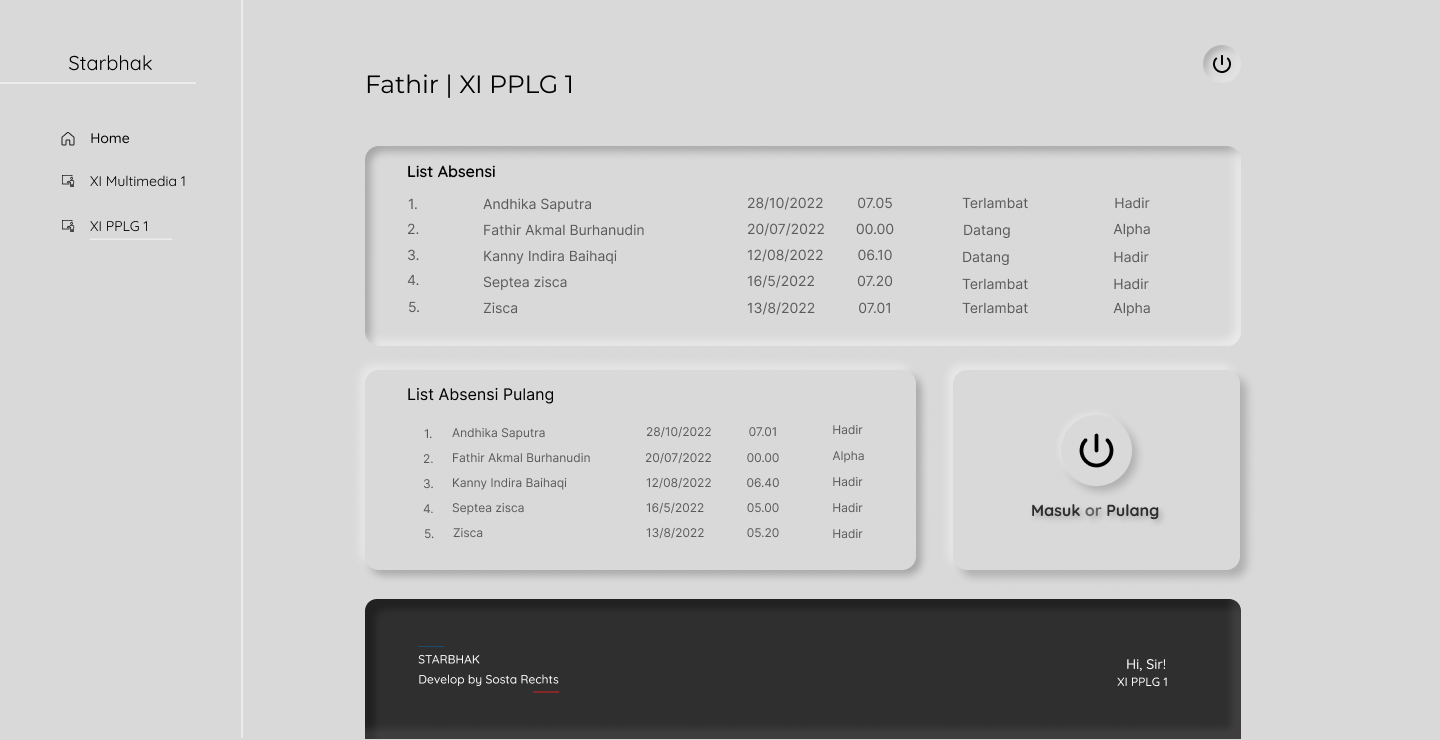 Starbhak
Home
XI Multimedia 1
XI PPLG 1
Fathir | XI PPLG 1
List Absensi
1. Andhika Saputra 28/10/2022 07.05 Terlambat Hadir
2. Fathir Akmal Burhanudin 20/07/2022 00.00 Datang Alpha
3. Kanny Indira Baihaqi 12/08/2022 06.10 Datang Hadir
4. Septea zisca 16/5/2022 07.20 Terlambat Hadir
5. Zisca 13/8/2022 07.01 Terlambat Alpha
List Absensi Pulang
1. Andhika Saputra 28/10/2022 07.01 Hadir
2. Fathir Akmal Burhanudin 20/07/2022 00.00 Alpha
3. Kanny Indira Baihaqi 12/08/2022 06.40 Hadir
4. Septea zisca 16/5/2022 05.00 Hadir
5. Zisca 13/8/2022 05.20 Hadir
Masuk or Pulang
STARBHAK
Develop by Sosta Rechts
Hi, Sir!
XI PPLG 1